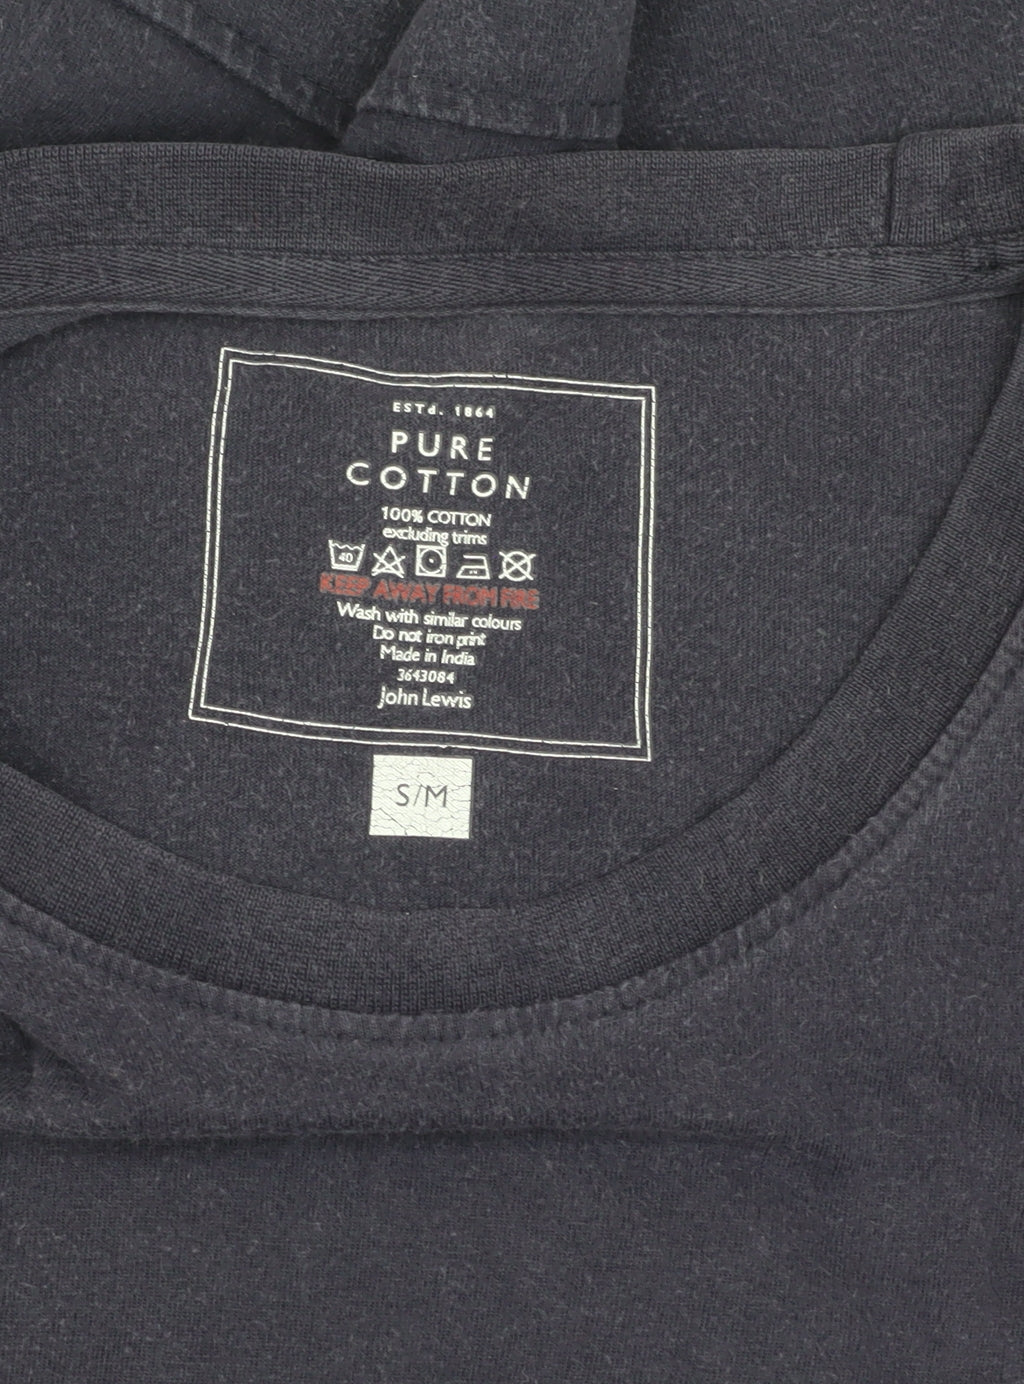 ESTd. 1864
PURE
COTTON
100% COTTON
excluding trims
40
KEEP AWAY FROM FIRE
Wash with similar colours
Do not iron print
Made in India
3643084
John Lewis
S/M